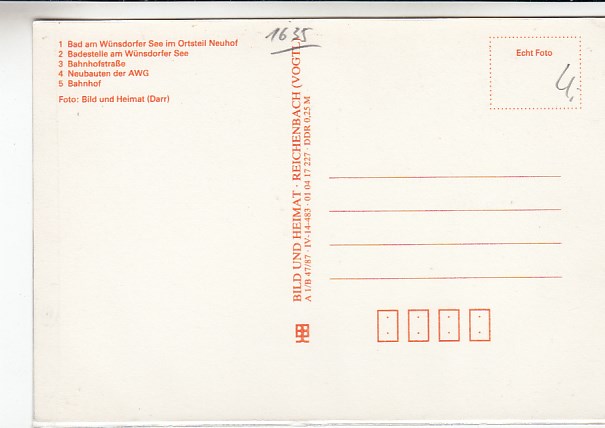 1 Bad am Wünsdorfer See im Ortsteil Neuhof
2 Badestelle am Wünsdorfer See
3 Bahnhofstraße
4 Neubauten der AWG
5 Bahnhof
Foto: Bild und Heimat (Darr)
1635
BILD UND HEIMAT · REICHENBACH (VOGTL)
A 1/B 47/87 · IV-14-483 · 01 04 17 227 · DDR 0,25 M
Echt Foto
4,